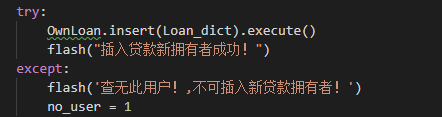 try:
    OwnLoan.insert(Loan_dict).execute()
    flash("插入贷款新拥有者成功！")
except:
    flash('查无此用户！,不可插入新贷款拥有者！')
    no_user = 1